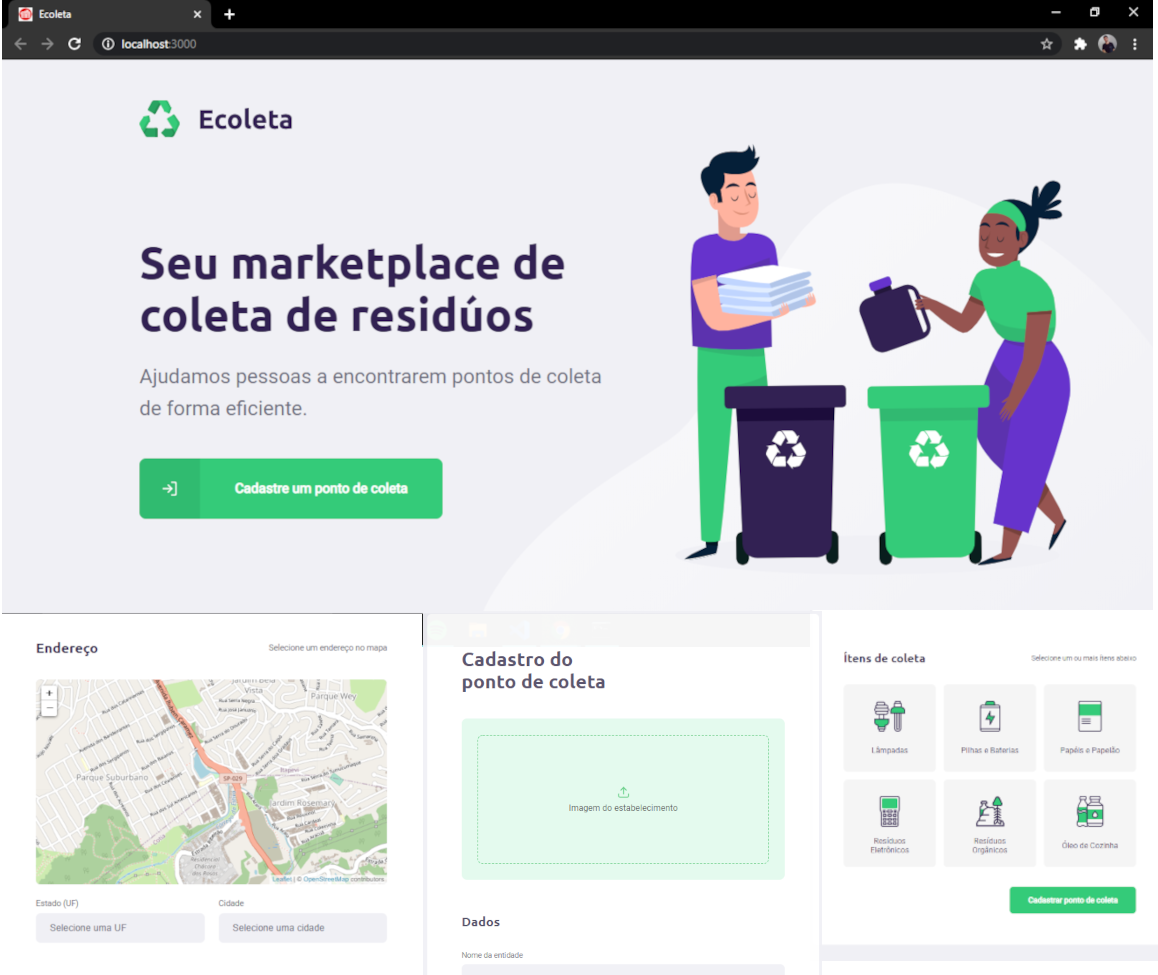 Ecoleta
localhost:3000
Ecoleta
Seu marketplace de
coleta de residúos
Ajudamos pessoas a encontrarem pontos de coleta
de forma eficiente.
Cadastre um ponto de coleta
Endereço
Selecione um endereço no mapa
+
−
Vista
Parque Wey
Parque Suburbano
SP-029
Jardim Rosemary
Leaflet | © OpenStreetMap contributors
Estado (UF)
Cidade
Selecione uma UF
Selecione uma cidade
Cadastro do
ponto de coleta
Imagem do estabelecimento
Dados
Nome da entidade
Ítens de coleta
Selecione um ou mais ítens abaixo
Lâmpadas
Pilhas e Baterias
Papéis e Papelão
Resíduos
Eletrônicos
Resíduos
Orgânicos
Óleo de Cozinha
Cadastrar ponto de coleta